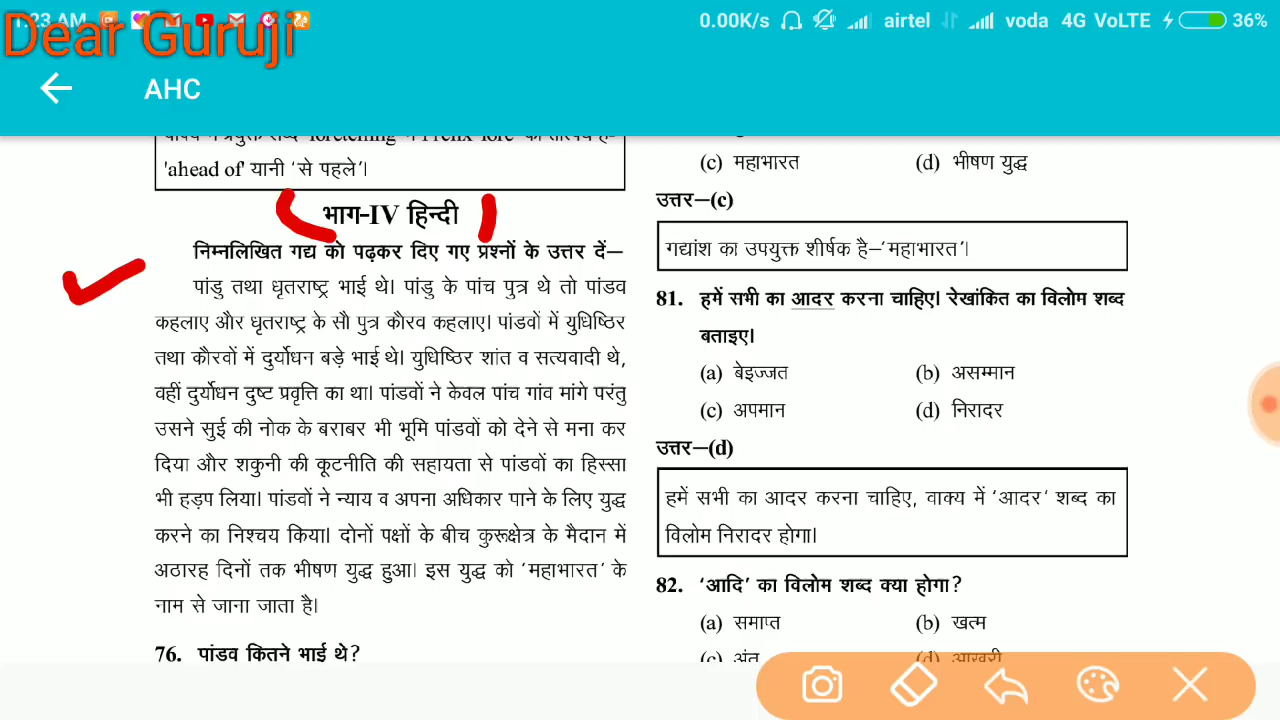 1:23 AM
0.00K/s airtel voda 4G VoLTE 36%
Dear Guruji
AHC
'ahead of' यानी 'से पहले'।
भाग-IV हिन्दी
निम्नलिखित गद्य को पढ़कर दिए गए प्रश्नों के उत्तर दें–
पांडु तथा धृतराष्ट्र भाई थे। पांडु के पांच पुत्र थे तो पांडव
कहलाए और धृतराष्ट्र के सौ पुत्र कौरव कहलाए। पांडवों में युधिष्ठिर
तथा कौरवों में दुर्योधन बड़े भाई थे। युधिष्ठिर शांत व सत्यवादी थे,
वहीं दुर्योधन दुष्ट प्रवृत्ति का था। पांडवों ने केवल पांच गांव मांगे परंतु
उसने सुई की नोक के बराबर भी भूमि पांडवों को देने से मना कर
दिया और शकुनी की कूटनीति की सहायता से पांडवों का हिस्सा
भी हड़प लिया। पांडवों ने न्याय व अपना अधिकार पाने के लिए युद्ध
करने का निश्चय किया। दोनों पक्षों के बीच कुरूक्षेत्र के मैदान में
अठारह दिनों तक भीषण युद्ध हुआ। इस युद्ध को 'महाभारत' के
नाम से जाना जाता है।
76. पांडव कितने भाई थे?
(c) महाभारत (d) भीषण युद्ध
उत्तर–(c)
गद्यांश का उपयुक्त शीर्षक है–'महाभारत'।
81. हमें सभी का आदर करना चाहिए। रेखांकित का विलोम शब्द
बताइए।
(a) बेइज्जत (b) असम्मान
(c) अपमान (d) निरादर
उत्तर–(d)
हमें सभी का आदर करना चाहिए, वाक्य में 'आदर' शब्द का
विलोम निरादर होगा।
82. 'आदि' का विलोम शब्द क्या होगा?
(a) समाप्त (b) खत्म
(c) अंत (d) आखरी